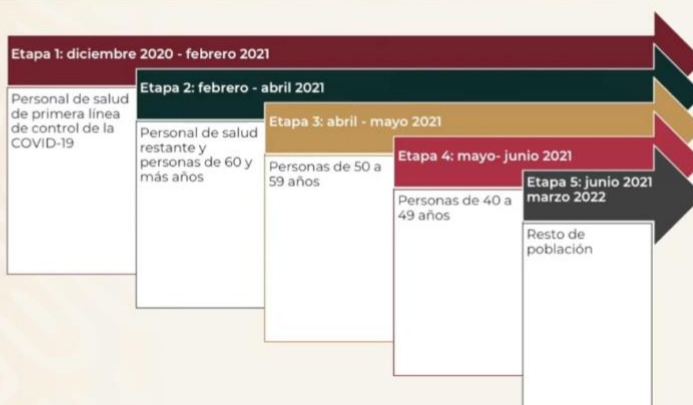 Etapa 1: diciembre 2020 - febrero 2021
Personal de salud
de primera línea
de control de la
COVID-19
Etapa 2: febrero - abril 2021
Personal de salud
restante y
personas de 60 y
más años
Etapa 3: abril - mayo 2021
Personas de 50 a
59 años
Etapa 4: mayo- junio 2021
Personas de 40 a
49 años
Etapa 5: junio 2021
marzo 2022
Resto de
población